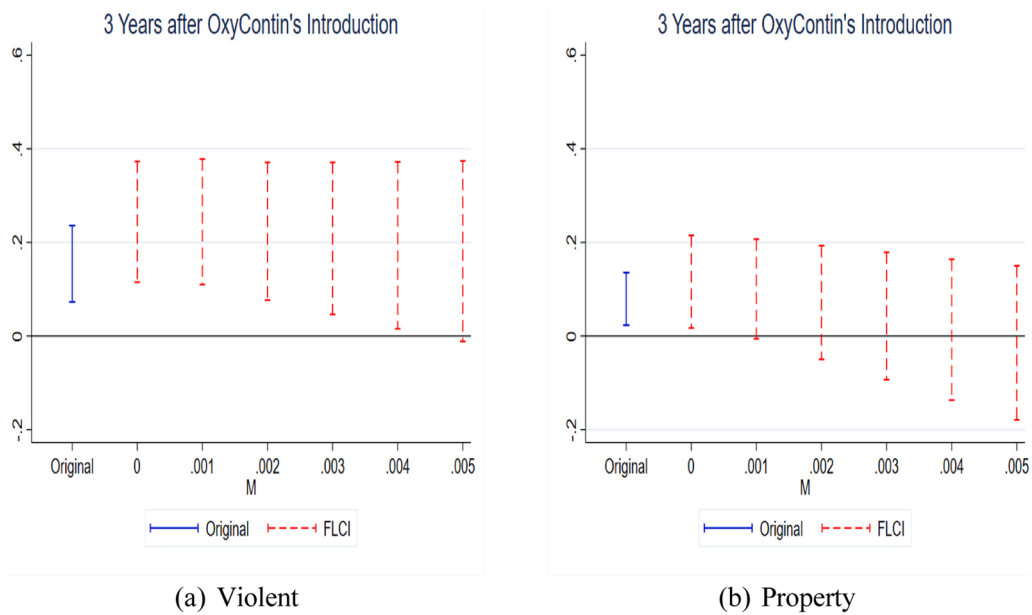 3 Years after OxyContin's Introduction
.6
.4
.2
0
-.2
Original 0 .001 .002 .003 .004 .005
M
Original FLCI
(a) Violent
3 Years after OxyContin's Introduction
.6
.4
.2
0
-.2
Original 0 .001 .002 .003 .004 .005
M
Original FLCI
(b) Property